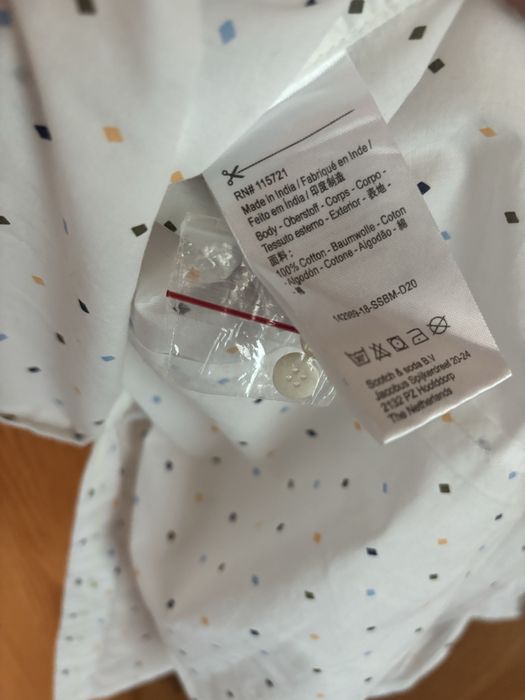 RN# 115721
Made in India / Fabriqué en Inde /
Feito em Índia / 印度制造
Body - Oberstoff - Corps - Corpo -
Tessuto esterno - Exterior - 表地 -
面料:
100% Cotton - Baumwolle - Coton
- Algodón - Cotone - Algodão - 綿
- 棉
142989-18-SSBM-D20
Scotch & soda B.V
Jacobus Spijkerdreef 20-24
2132 PZ Hoofddorp
The Netherlands